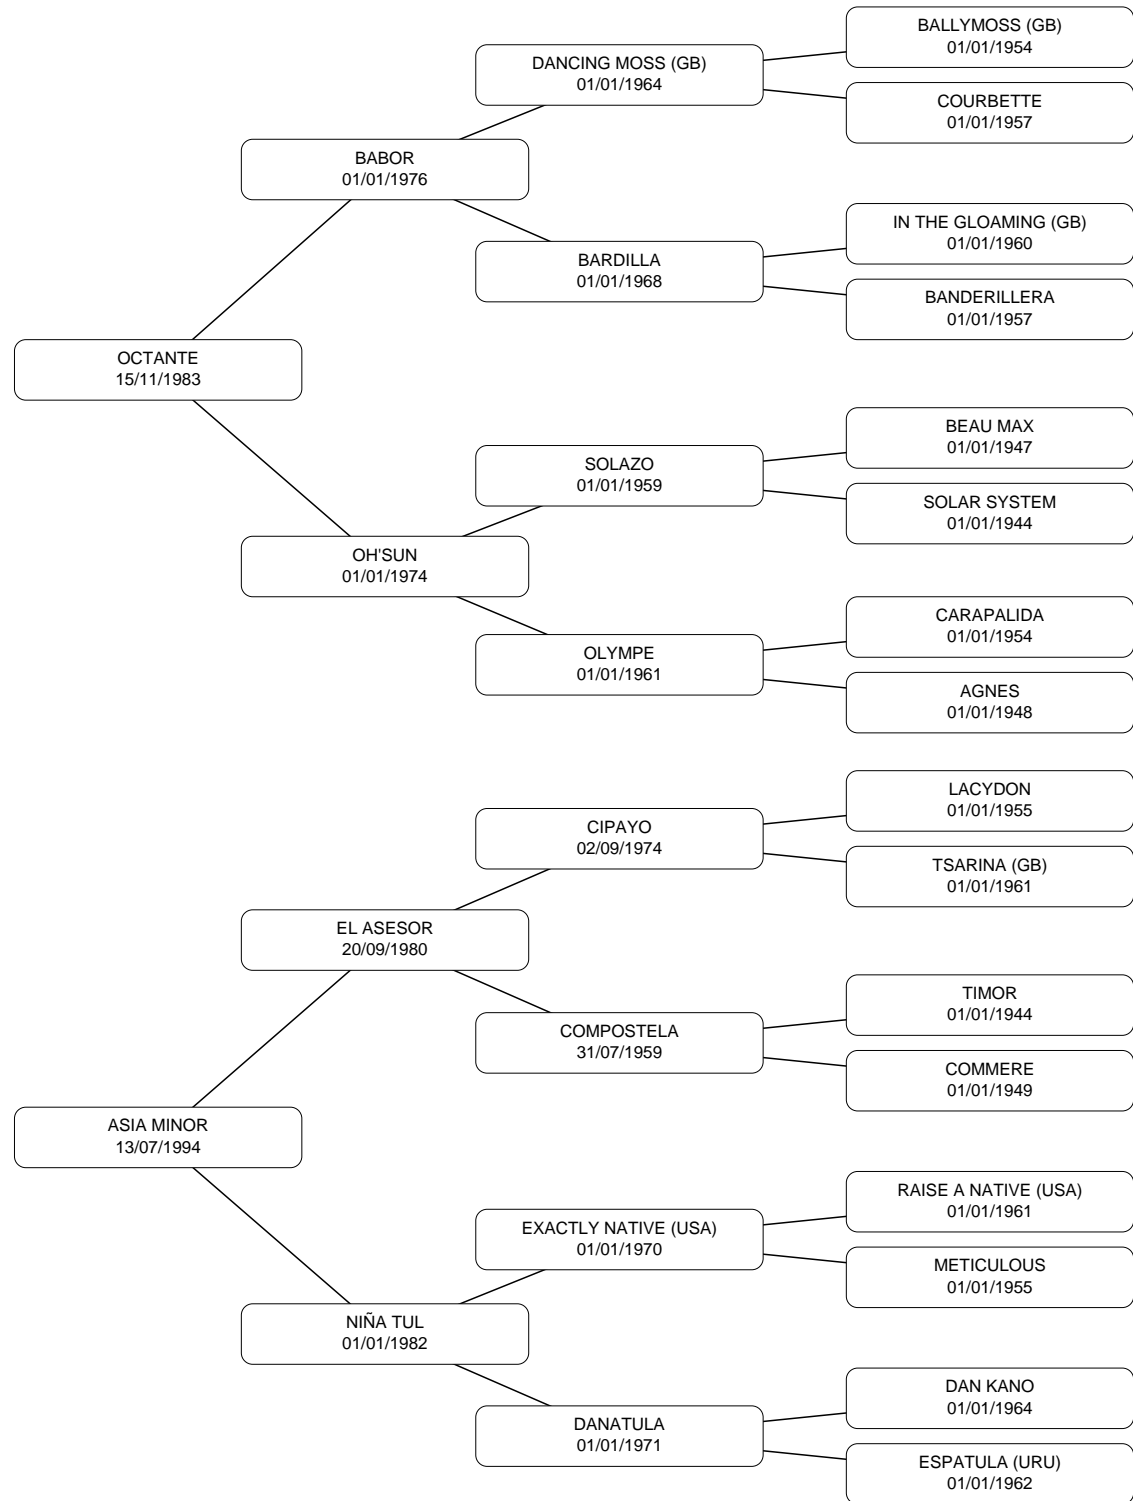 BALLYMOSS (GB)
01/01/1954
DANCING MOSS (GB)
01/01/1964
COURBETTE
01/01/1957
BABOR
01/01/1976
IN THE GLOAMING (GB)
01/01/1960
BARDILLA
01/01/1968
BANDERILLERA
01/01/1957
OCTANTE
15/11/1983
BEAU MAX
01/01/1947
SOLAZO
01/01/1959
SOLAR SYSTEM
01/01/1944
OH'SUN
01/01/1974
CARAPALIDA
01/01/1954
OLYMPE
01/01/1961
AGNES
01/01/1948
LACYDON
01/01/1955
CIPAYO
02/09/1974
TSARINA (GB)
01/01/1961
EL ASESOR
20/09/1980
TIMOR
01/01/1944
COMPOSTELA
31/07/1959
COMMERE
01/01/1949
ASIA MINOR
13/07/1994
RAISE A NATIVE (USA)
01/01/1961
EXACTLY NATIVE (USA)
01/01/1970
METICULOUS
01/01/1955
NIÑA TUL
01/01/1982
DAN KANO
01/01/1964
DANATULA
01/01/1971
ESPATULA (URU)
01/01/1962